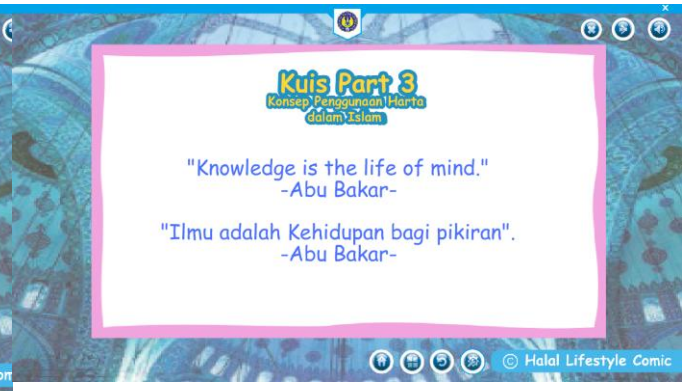 x
Kuis Part 3
Konsep Penggunaan Harta
dalam Islam
"Knowledge is the life of mind."
-Abu Bakar-
"Ilmu adalah Kehidupan bagi pikiran".
-Abu Bakar-
© Halal Lifestyle Comic
om